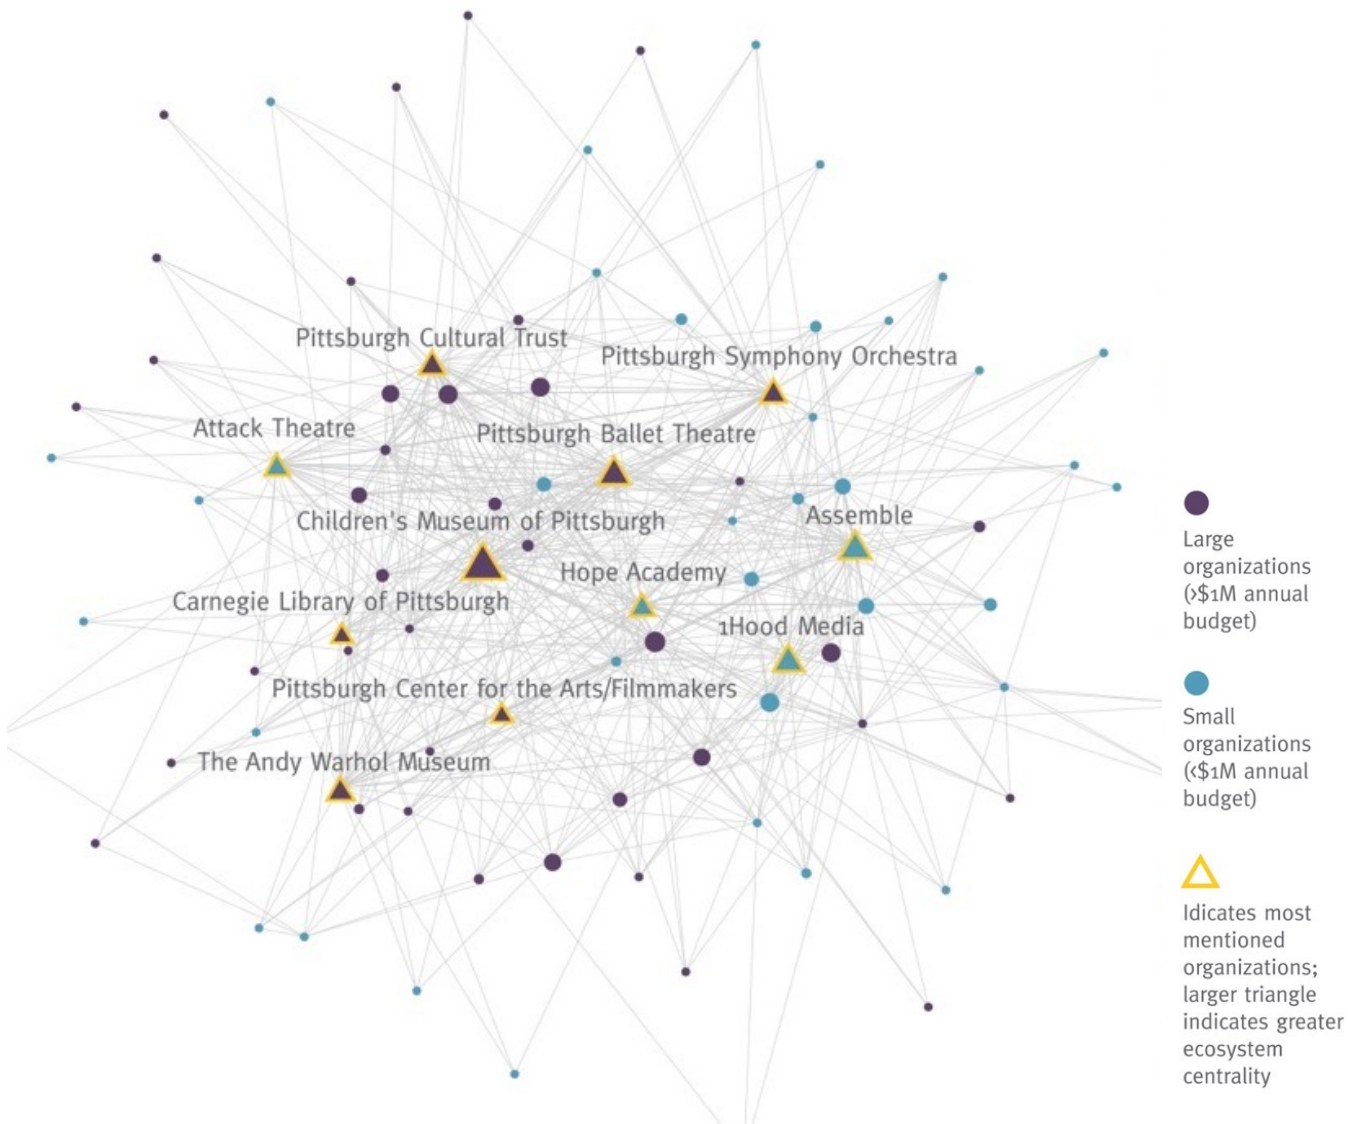 Pittsburgh Cultural Trust
Pittsburgh Symphony Orchestra
Attack Theatre
Pittsburgh Ballet Theatre
Children's Museum of Pittsburgh
Assemble
Hope Academy
Carnegie Library of Pittsburgh
1Hood Media
Pittsburgh Center for the Arts/Filmmakers
The Andy Warhol Museum
Large
organizations
(>$1M annual
budget)
Small
organizations
(<$1M annual
budget)
Idicates most
mentioned
organizations;
larger triangle
indicates greater
ecosystem
centrality